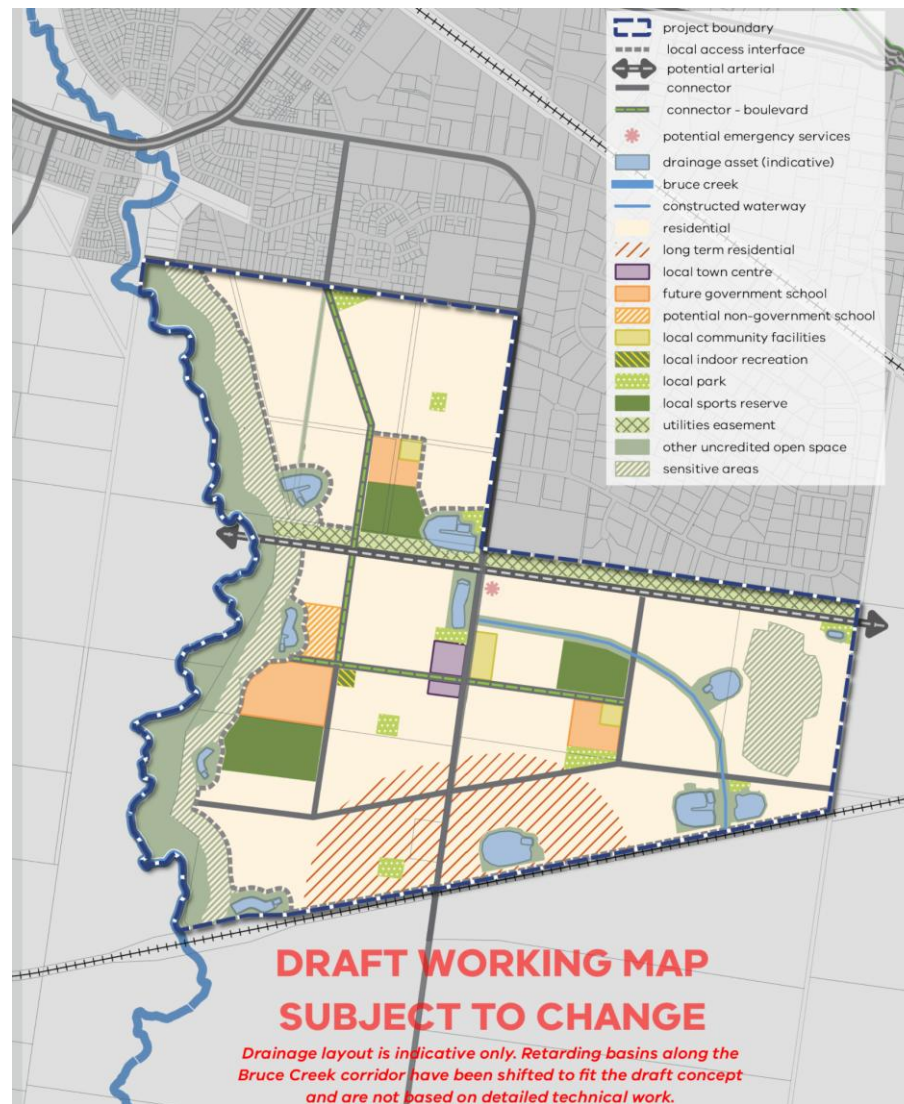 project boundary
local access interface
potential arterial
connector
connector - boulevard
potential emergency services
drainage asset (indicative)
bruce creek
constructed waterway
residential
long term residential
local town centre
future government school
potential non-government school
local community facilities
local indoor recreation
local park
local sports reserve
utilities easement
other uncredited open space
sensitive areas
DRAFT WORKING MAP
SUBJECT TO CHANGE
Drainage layout is indicative only. Retarding basins along the
Bruce Creek corridor have been shifted to fit the draft concept
and are not based on detailed technical work.